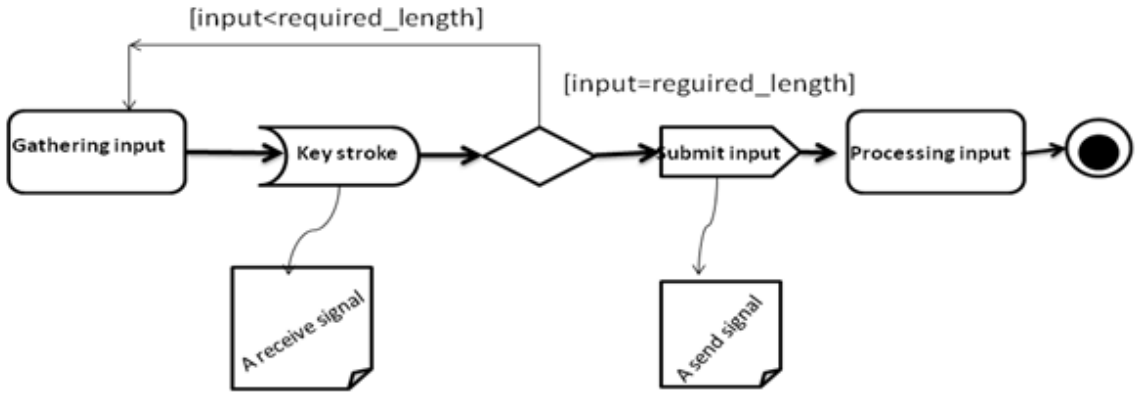 [input<required_length]
[input=reguired_length]
Gathering input
Key stroke
Submit input
Processing input
A receive signal
A send signal